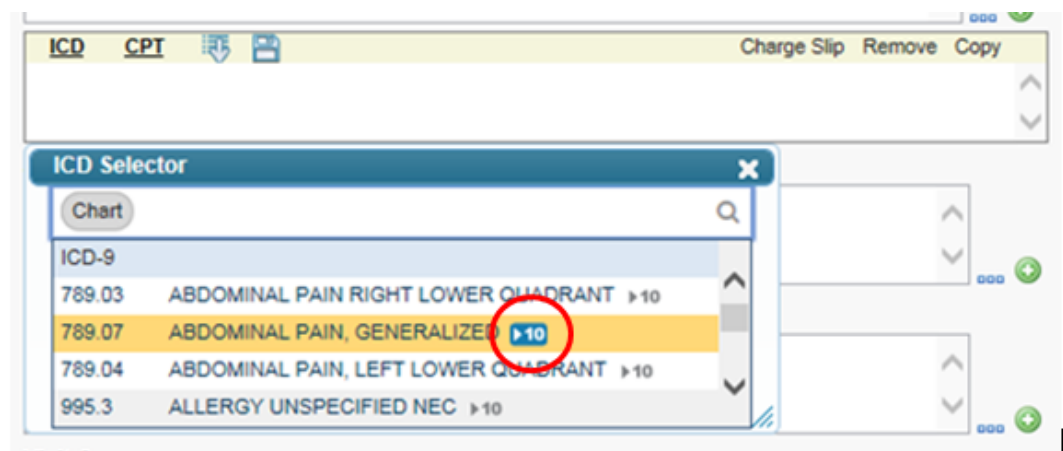 ICD CPT Charge Slip Remove Copy
ICD Selector
Chart
ICD-9
789.03 ABDOMINAL PAIN RIGHT LOWER QUADRANT ▸10
789.07 ABDOMINAL PAIN, GENERALIZED ▸10
789.04 ABDOMINAL PAIN, LEFT LOWER QUADRANT ▸10
995.3 ALLERGY UNSPECIFIED NEC ▸10